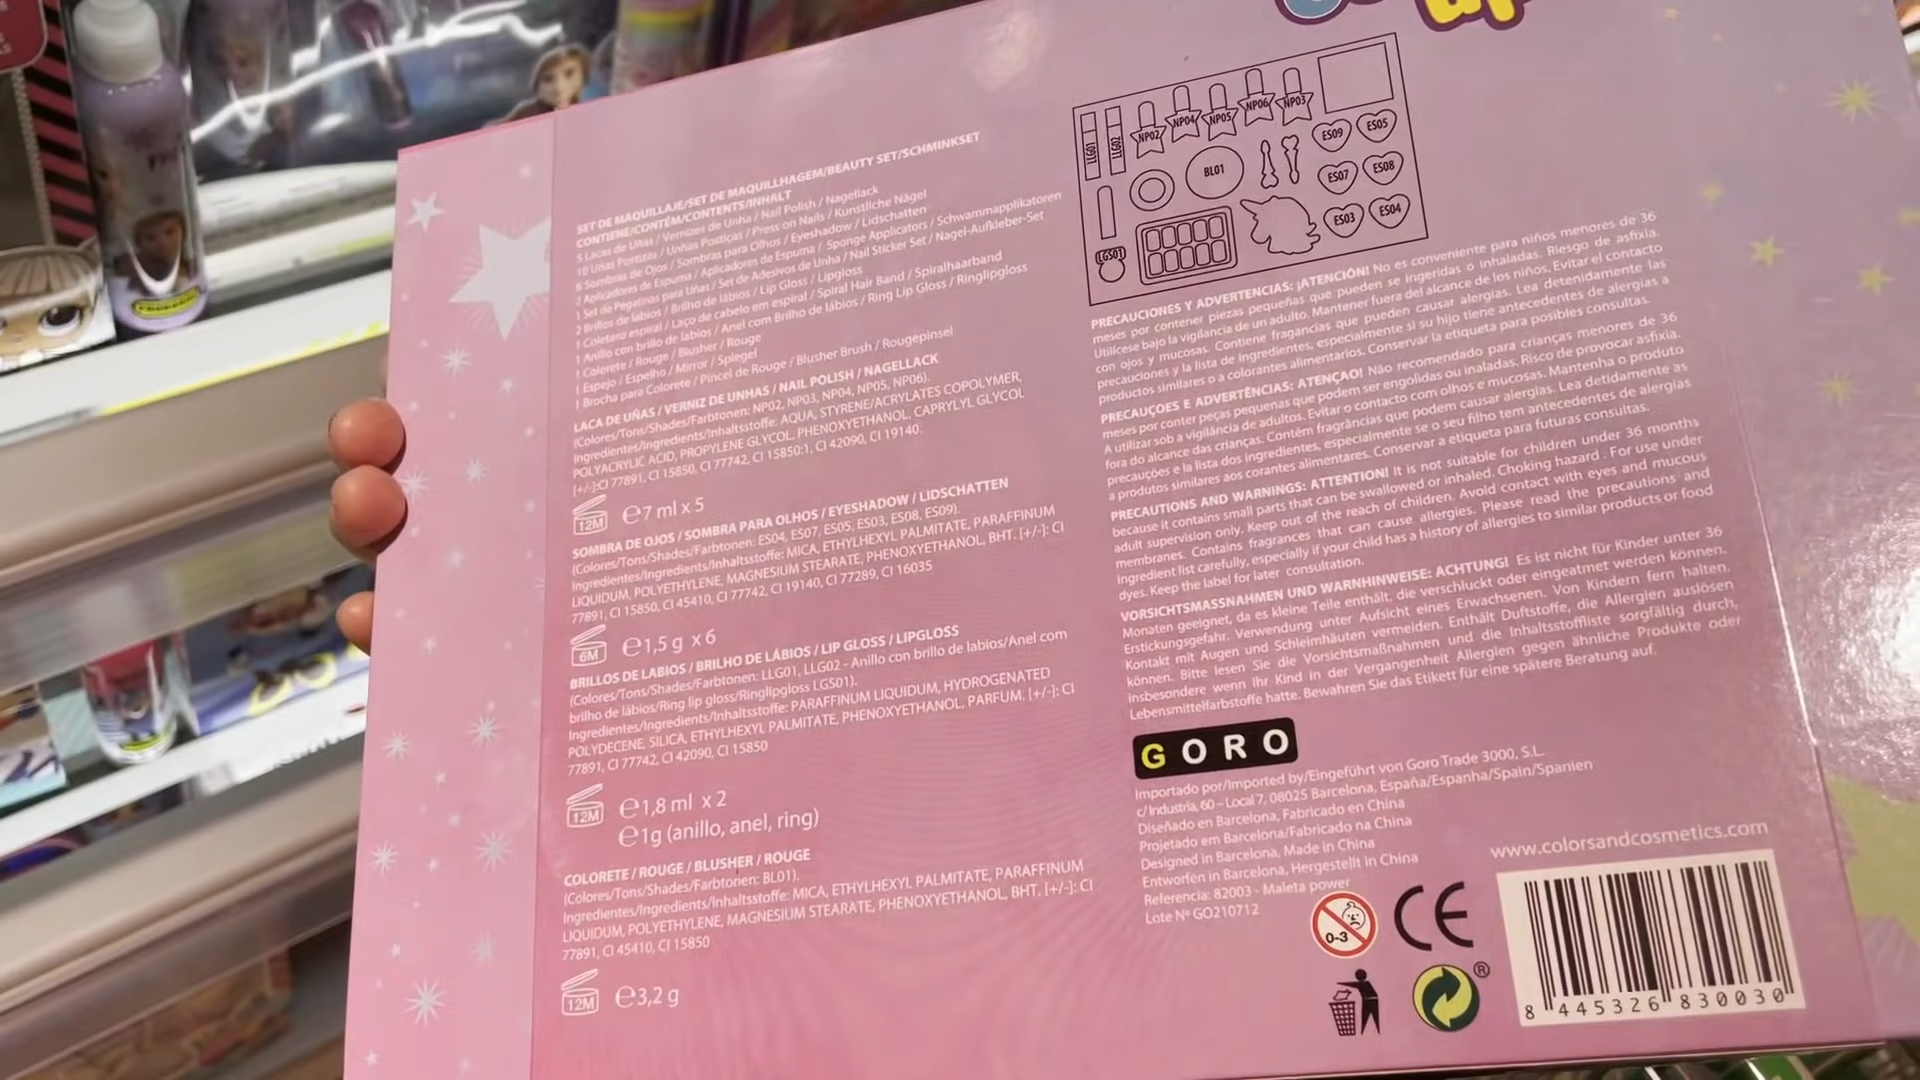 up
LLG01
LLG02
NP02
NP04
NP05
NP06
NP03
BL01
ES09
ES05
ES07
ES08
ES03
ES04
LGS01
SET DE MAQUILLAJE/SET DE MAQUILLHAGEM/BEAUTY SET/SCHMINKSET
CONTIENE/CONTÉM/CONTENTS/INHALT
5 Lacas de Uñas / Vernizes de Unha / Nail Polish / Nagellack
10 Uñas Postizas / Unhas Postiças / Press on Nails / Künstliche Nägel
6 Sombras de Ojos / Sombras para Olhos / Eyeshadow / Lidschatten
2 Aplicadores de Espuma / Aplicadores de Espuma / Sponge Applicators / Schwammapplikatoren
1 Set de Pegatinas para Uñas / Set de Adesivos de Unha / Nail Sticker Set / Nagel-Aufkleber-Set
2 Brillos de labios / Brilho de lábios / Lip Gloss / Lipgloss
1 Coletero espiral / Laço de cabelo em espiral / Spiral Hair Band / Spiralhaarband
1 Anillo con brillo de labios / Anel com Brilho de lábios / Ring Lip Gloss / Ringlipgloss
1 Colorete / Rouge / Blusher / Rouge
1 Espejo / Espelho / Mirror / Spiegel
1 Brocha para Colorete / Pincel de Rouge / Blusher Brush / Rougepinsel
LACA DE UÑAS / VERNIZ DE UNHAS / NAIL POLISH / NAGELLACK
(Colores/Tons/Shades/Farbtonen: NP02, NP03, NP04, NP05, NP06).
Ingredientes/Ingredients/Inhaltsstoffe: AQUA, STYRENE/ACRYLATES COPOLYMER,
POLYACRYLIC ACID, PROPYLENE GLYCOL, PHENOXYETHANOL, CAPRYLYL GLYCOL
[+/-]:CI 77891, CI 15850, CI 77742, CI 15850:1, CI 42090, CI 19140.
12M ℮7 ml x 5
SOMBRA DE OJOS / SOMBRA PARA OLHOS / EYESHADOW / LIDSCHATTEN
(Colores/Tons/Shades/Farbtonen: ES04, ES07, ES05, ES03, ES08, ES09).
Ingredientes/Ingredients/Inhaltsstoffe: MICA, ETHYLHEXYL PALMITATE, PARAFFINUM
LIQUIDUM, POLYETHYLENE, MAGNESIUM STEARATE, PHENOXYETHANOL, BHT. [+/-]: CI
77891, CI 15850, CI 45410, CI 77742, CI 19140, CI 77289, CI 16035
6M ℮1,5 g x 6
BRILLOS DE LABIOS / BRILHO DE LÁBIOS / LIP GLOSS / LIPGLOSS
(Colores/Tons/Shades/Farbtonen: LLG01, LLG02 - Anillo con brillo de labios/Anel com
brilho de lábios/Ring lip gloss/Ringlipgloss LGS01).
Ingredientes/Ingredients/Inhaltsstoffe: PARAFFINUM LIQUIDUM, HYDROGENATED
POLYDECENE, SILICA, ETHYLHEXYL PALMITATE, PHENOXYETHANOL, PARFUM. [+/-]: CI
77891, CI 77742, CI 42090, CI 15850
12M ℮1,8 ml x 2
℮1g (anillo, anel, ring)
COLORETE / ROUGE / BLUSHER / ROUGE
(Colores/Tons/Shades/Farbtonen: BL01).
Ingredientes/Ingredients/Inhaltsstoffe: MICA, ETHYLHEXYL PALMITATE, PARAFFINUM
LIQUIDUM, POLYETHYLENE, MAGNESIUM STEARATE, PHENOXYETHANOL, BHT. [+/-]: CI
77891, CI 45410, CI 15850
12M ℮3,2 g
PRECAUCIONES Y ADVERTENCIAS: ¡ATENCIÓN! No es conveniente para niños menores de 36
meses por contener piezas pequeñas que pueden ser ingeridas o inhaladas. Riesgo de asfixia.
Utilícese bajo la vigilancia de un adulto. Mantener fuera del alcance de los niños. Evitar el contacto
con ojos y mucosas. Contiene fragancias que pueden causar alergias. Lea detenidamente las
precauciones y la lista de ingredientes, especialmente si su hijo tiene antecedentes de alergias a
productos similares o a colorantes alimentarios. Conservar la etiqueta para posibles consultas.
PRECAUÇOES E ADVERTÊNCIAS: ATENÇAO! Não recomendado para crianças menores de 36
meses por conter peças pequenas que podem ser engolidas ou inaladas. Risco de provocar asfixia.
A utilizar sob a vigilância de adultos. Evitar o contacto com olhos e mucosas. Mantenha o produto
fora do alcance das crianças. Contém fragrâncias que podem causar alergias. Lea detidamente as
precauções e la lista dos ingredientes, especialmente se o seu filho tem antecedentes de alergias
a produtos similares aos corantes alimentares. Conservar a etiqueta para futuras consultas.
PRECAUTIONS AND WARNINGS: ATTENTION! It is not suitable for children under 36 months
because it contains small parts that can be swallowed or inhaled. Choking hazard . For use under
adult supervision only. Keep out of the reach of children. Avoid contact with eyes and mucous
membranes. Contains fragrances that can cause allergies. Please read the precautions and
ingredient list carefully, especially if your child has a history of allergies to similar products or food
dyes. Keep the label for later consultation.
VORSICHTSMASSNAHMEN UND WARNHINWEISE: ACHTUNG! Es ist nicht für Kinder unter 36
Monaten geeignet, da es kleine Teile enthält, die verschluckt oder eingeatmet werden können.
Erstickungsgefahr. Verwendung unter Aufsicht eines Erwachsenen. Von Kindern fern halten.
Kontakt mit Augen und Schleimhäuten vermeiden. Enthält Duftstoffe, die Allergien auslösen
können. Bitte lesen Sie die Vorsichtsmaßnahmen und die Inhaltsstoffliste sorgfältig durch,
insbesondere wenn Ihr Kind in der Vergangenheit Allergien gegen ähnliche Produkte oder
Lebensmittelfarbstoffe hatte. Bewahren Sie das Etikett für eine spätere Beratung auf.
GORO
Importado por/Imported by/Eingeführt von Goro Trade 3000, S.L.
c/ Industria, 60 – Local 7, 08025 Barcelona, España/Espanha/Spain/Spanien
Diseñado en Barcelona, Fabricado en China
Projetado em Barcelona/Fabricado na China
Designed in Barcelona, Made in China
Entworfen in Barcelona, Hergestellt in China
Referencia: 82003 - Maleta power
Lote Nº GO210712
www.colorsandcosmetics.com
0-3
CE
®
8 445326 830030